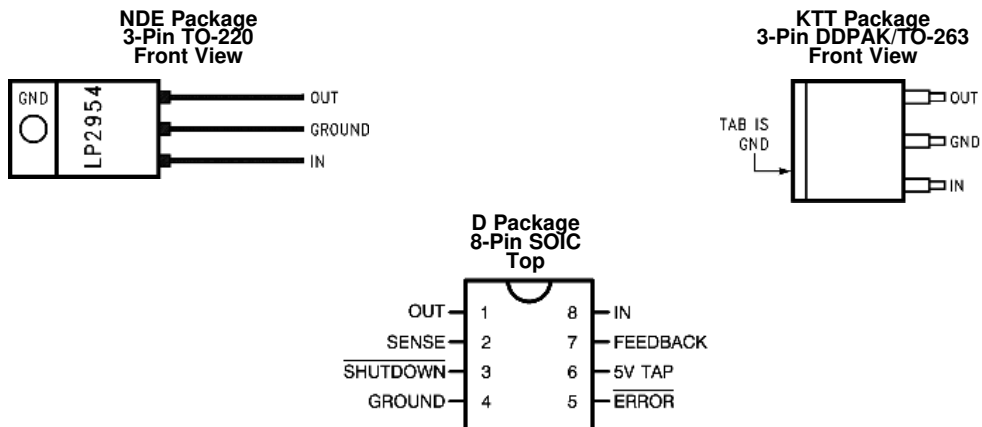 NDE Package
3-Pin TO-220
Front View
GND
LP2954
OUT
GROUND
IN
KTT Package
3-Pin DDPAK/TO-263
Front View
TAB IS
GND
OUT
GND
IN
D Package
8-Pin SOIC
Top
OUT 1 8 IN
SENSE 2 7 FEEDBACK
SHUTDOWN 3 6 5V TAP
GROUND 4 5 ERROR